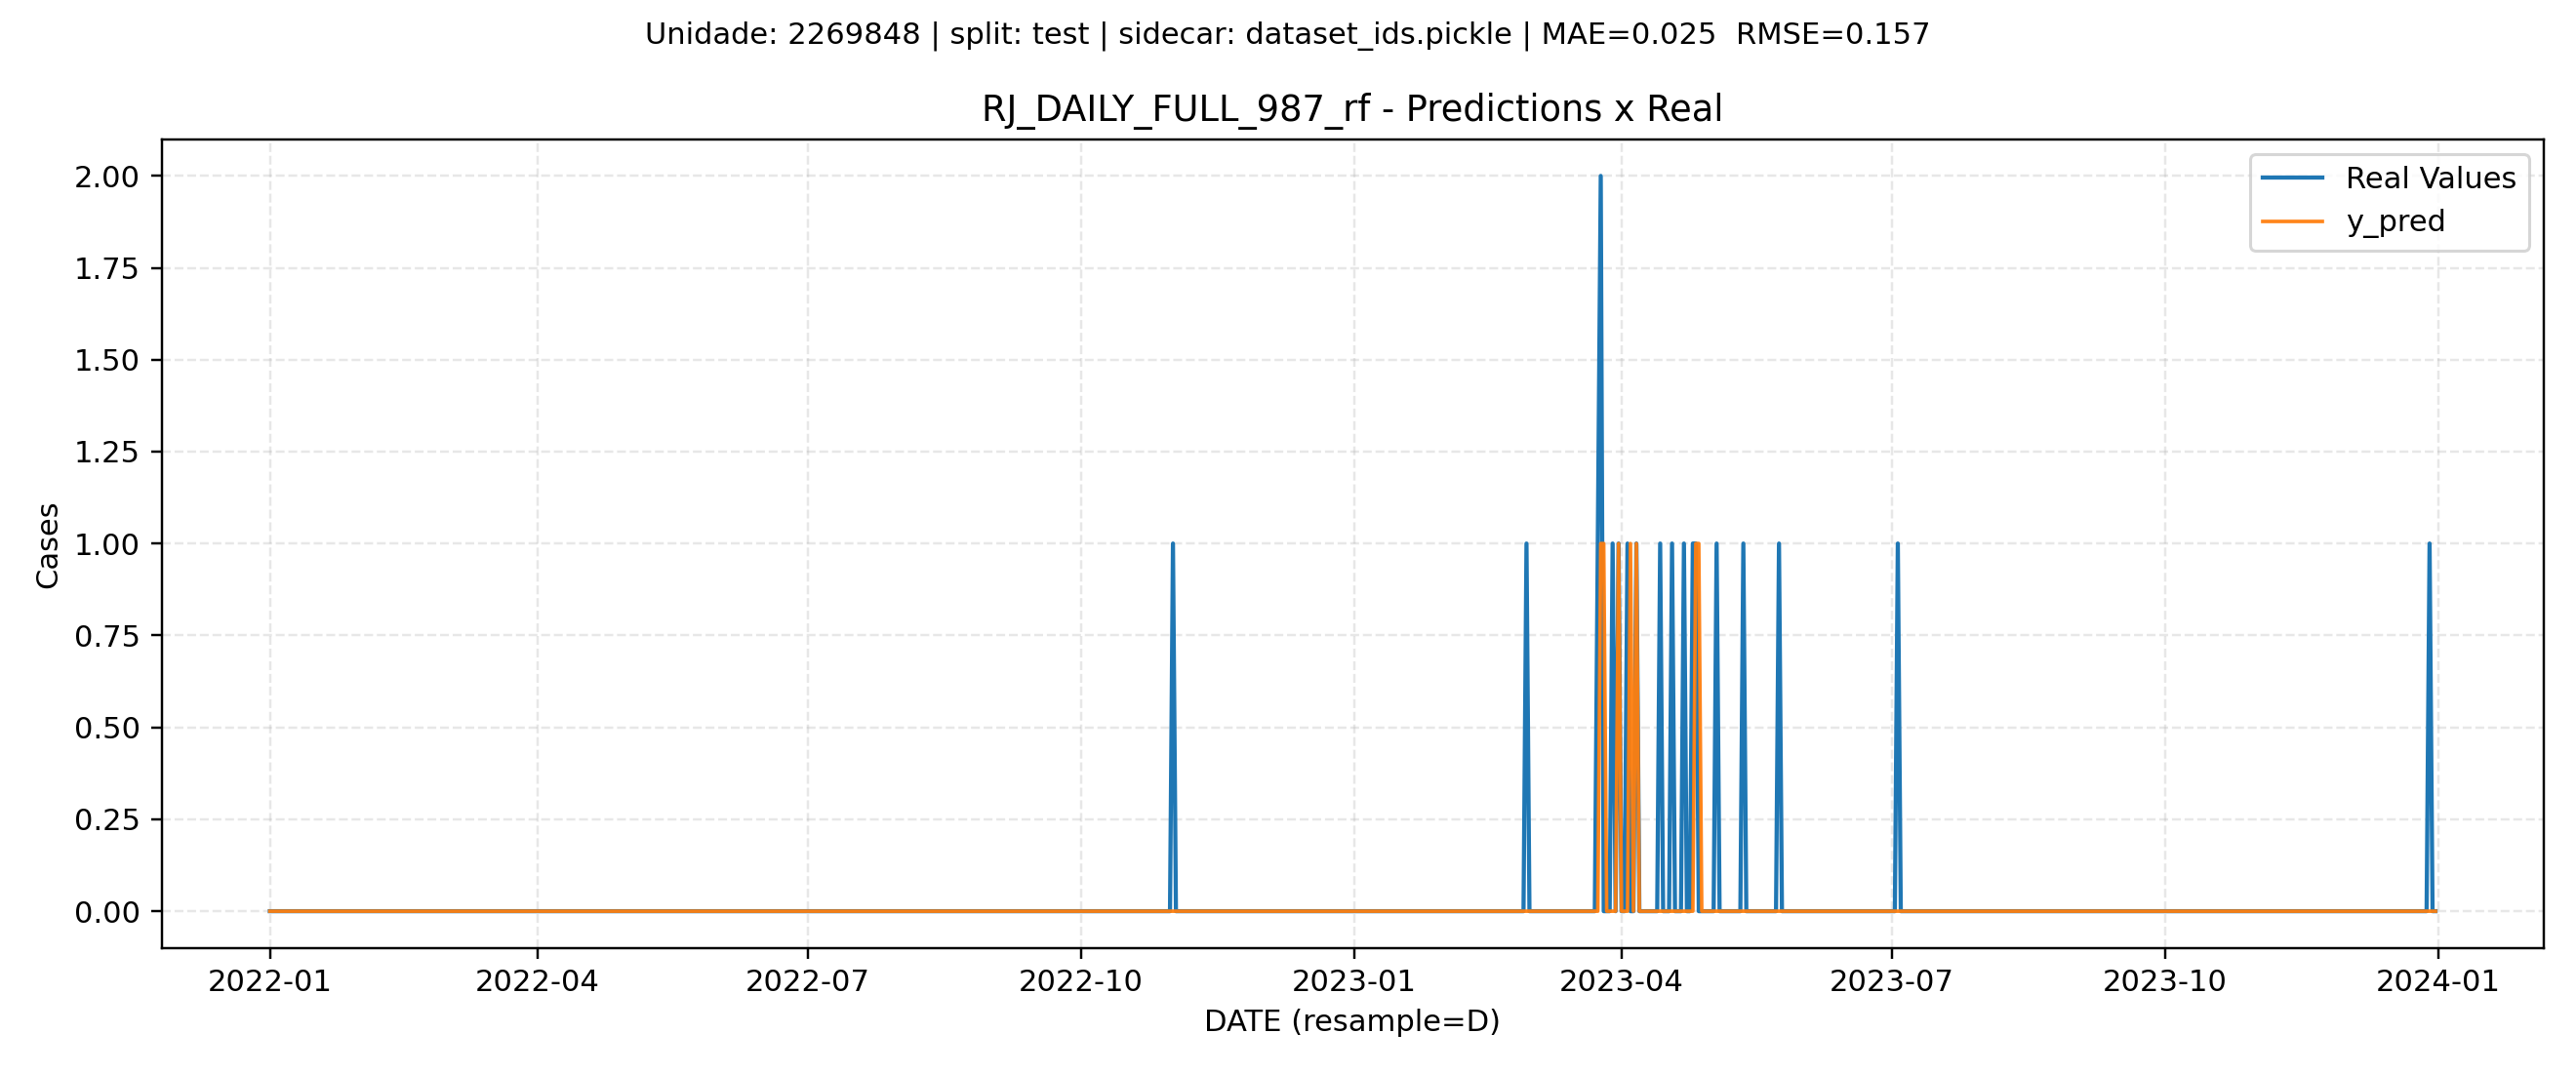 Unidade: 2269848 | split: test | sidecar: dataset_ids.pickle | MAE=0.025  RMSE=0.157
RJ_DAILY_FULL_987_rf - Predictions x Real
Real Values
y_pred
Cases
2.00
1.75
1.50
1.25
1.00
0.75
0.50
0.25
0.00
2022-01 2022-04 2022-07 2022-10 2023-01 2023-04 2023-07 2023-10 2024-01
DATE (resample=D)